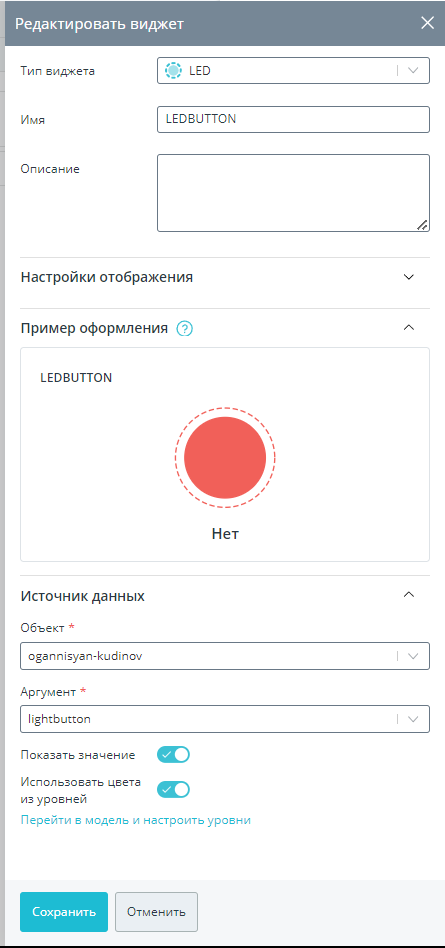 Редактировать виджет
Тип виджета
LED
Имя
LEDBUTTON
Описание
Настройки отображения
Пример оформления ?
LEDBUTTON
Нет
Источник данных
Объект *
ogannisyan-kudinov
Аргумент *
lightbutton
Показать значение
Использовать цвета
из уровней
Перейти в модель и настроить уровни
Сохранить
Отменить